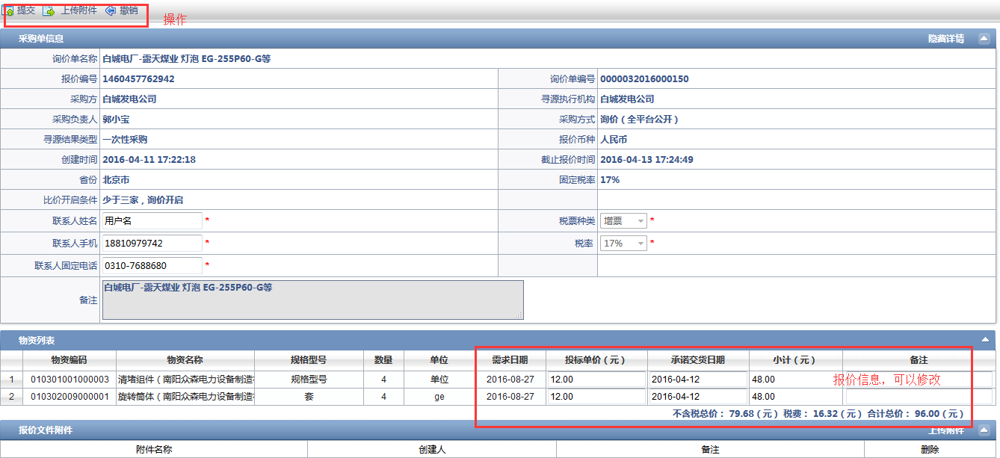 提交 上传附件 撤销
操作
采购单信息 隐藏详情
询价单名称 白城电厂-露天煤业 灯泡 EG-255P60-G等
报价编号 1460457762942 询价单编号 0000032016000150
采购方 白城发电公司 寻源执行机构 白城发电公司
采购负责人 郭小宝 采购方式 询价（全平台公开）
寻源结果类型 一次性采购 报价币种 人民币
创建时间 2016-04-11 17:22:18 截止报价时间 2016-04-13 17:24:49
省份 北京市 固定税率 17%
比价开启条件 少于三家，询价开启
联系人姓名 用户名 * 税票种类 增票 *
联系人手机 18810979742 * 税率 17% *
联系人固定电话 0310-7688680 *
备注 白城电厂-露天煤业 灯泡 EG-255P60-G等
物资列表
物资编码 物资名称 规格型号 数量 单位 需求日期 投标单价（元） 承诺交货日期 小计（元） 备注
1 010301001000003 清堵组件（南阳众森电力设备制造 规格型号 4 单位 2016-08-27 12.00 2016-04-12 48.00
报价信息，可以修改
2 010302009000001 旋转筒体（南阳众森电力设备制造 套 4 ge 2016-08-27 12.00 2016-04-12 48.00
不含税总价： 79.68（元） 税费： 16.32（元） 合计总价： 96.00（元）
报价文件附件 上传附件
附件名称 创建人 备注 删除